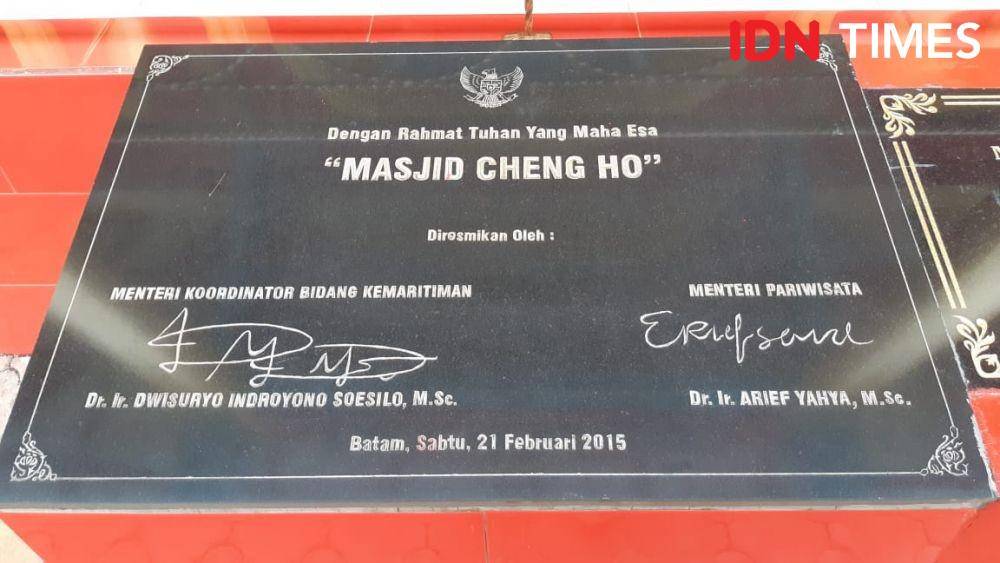 IDN TIMES
Dengan Rahmat Tuhan Yang Maha Esa
“MASJID CHENG HO”
Diresmikan Oleh :
MENTERI KOORDINATOR BIDANG KEMARITIMAN
MENTERI PARIWISATA
Dr. Ir. DWISURYO INDROYONO SOESILO, M.Sc.
Dr. Ir. ARIEF YAHYA, M.Sc.
Batam, Sabtu, 21 Februari 2015